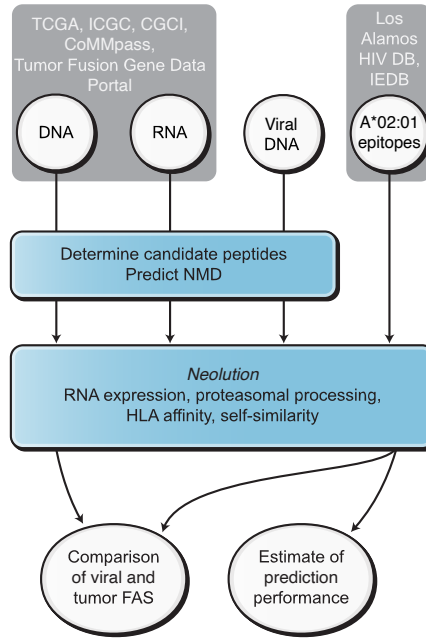 TCGA, ICGC, CGCI,
CoMMpass,
Tumor Fusion Gene Data
Portal
Los
Alamos
HIV DB,
IEDB
DNA
RNA
Viral
DNA
A*02:01
epitopes
Determine candidate peptides
Predict NMD
Neolution
RNA expression, proteasomal processing,
HLA affinity, self-similarity
Comparison
of viral and
tumor FAS
Estimate of
prediction
performance